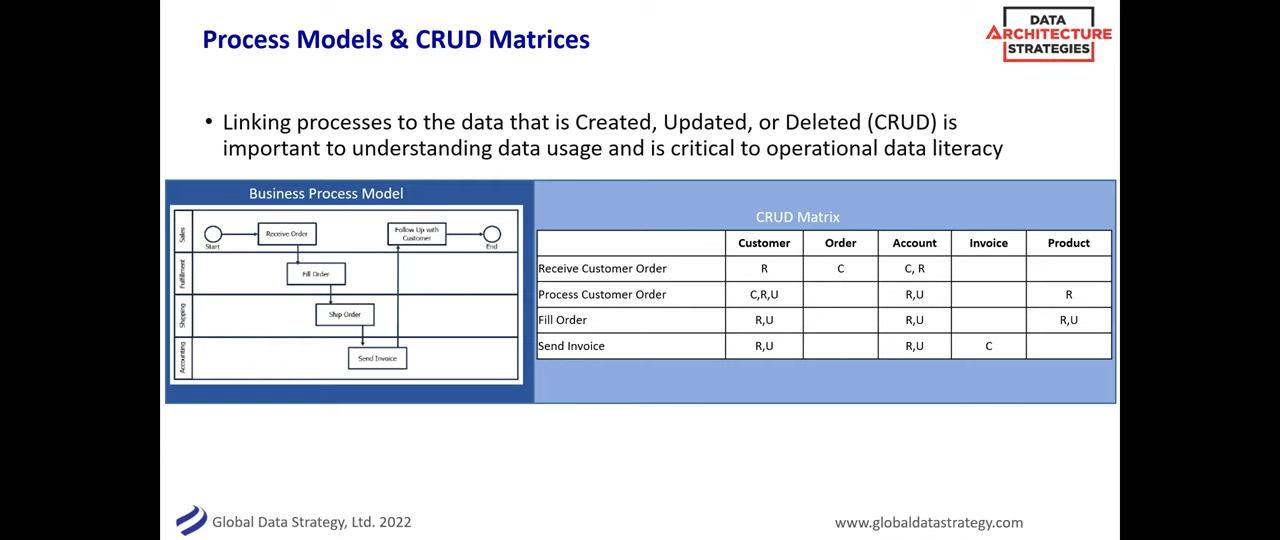 Process Models & CRUD Matrices
DATA
ARCHITECTURE
STRATEGIES
• Linking processes to the data that is Created, Updated, or Deleted (CRUD) is
important to understanding data usage and is critical to operational data literacy
Business Process Model
Sales
Start
Receive Order
Follow Up with
Customer
End
Fulfillment
Fill Order
Shipping
Ship Order
Accounting
Send Invoice
CRUD Matrix
Customer Order Account Invoice Product
Receive Customer Order R C C, R
Process Customer Order C,R,U R,U R
Fill Order R,U R,U R,U
Send Invoice R,U R,U C
Global Data Strategy, Ltd. 2022
www.globaldatastrategy.com